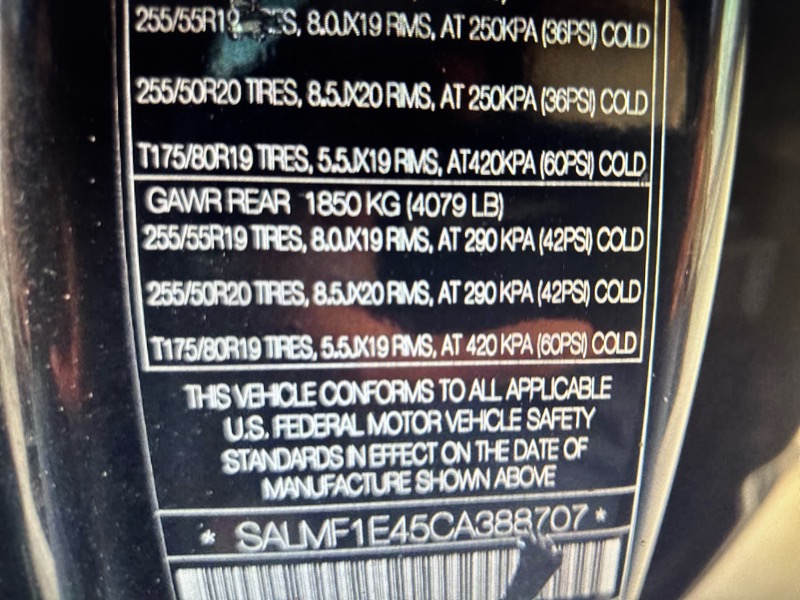 255/55R19 S, 8.0JX19 RIMS, AT 250KPA (36PSI) COLD
255/50R20 TIRES, 8.5JX20 RIMS, AT 250KPA (36PSI) COLD
T175/80R19 TIRES, 5.5JX19 RIMS, AT420KPA (60PSI) COLD
GAWR REAR 1850 KG (4079 LB)
255/55R19 TIRES, 8.0JX19 RIMS, AT 290 KPA (42PSI) COLD
255/50R20 TIRES, 8.5JX20 RIMS, AT 290 KPA (42PSI) COLD
T175/80R19 TIRES, 5.5JX19 RIMS, AT 420 KPA (60PSI) COLD
THIS VEHICLE CONFORMS TO ALL APPLICABLE
U.S. FEDERAL MOTOR VEHICLE SAFETY
STANDARDS IN EFFECT ON THE DATE OF
MANUFACTURE SHOWN ABOVE
* SALMF1E45CA388707 *